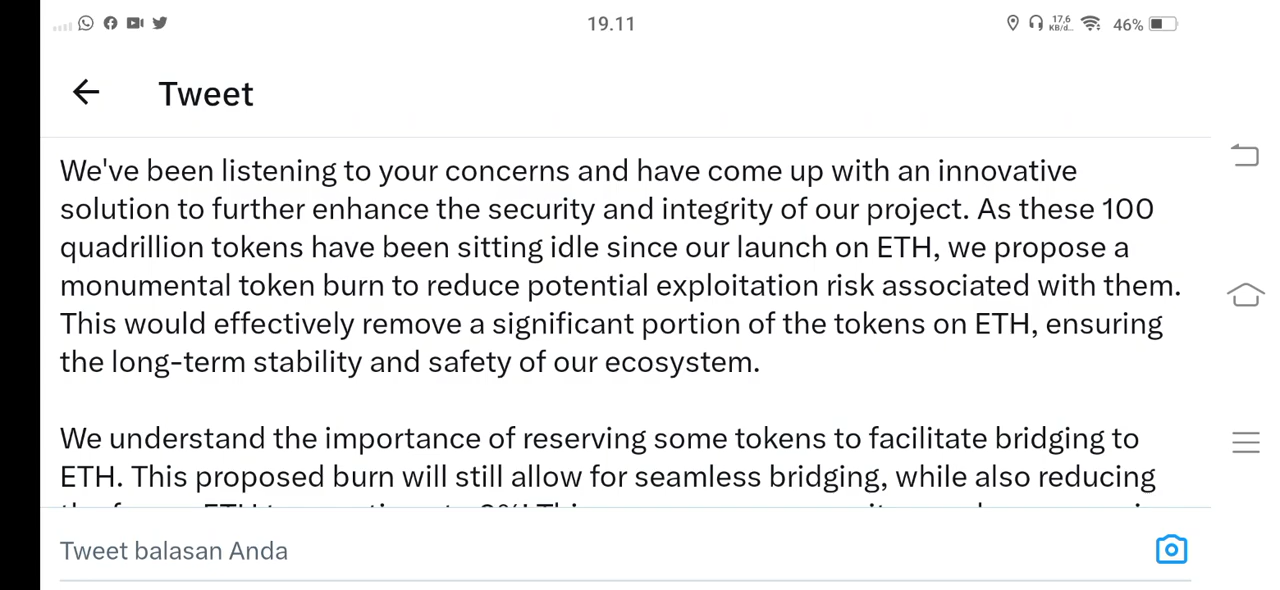 19.11
17,6
KB/d...
46%
Tweet
We've been listening to your concerns and have come up with an innovative
solution to further enhance the security and integrity of our project. As these 100
quadrillion tokens have been sitting idle since our launch on ETH, we propose a
monumental token burn to reduce potential exploitation risk associated with them.
This would effectively remove a significant portion of the tokens on ETH, ensuring
the long-term stability and safety of our ecosystem.
We understand the importance of reserving some tokens to facilitate bridging to
ETH. This proposed burn will still allow for seamless bridging, while also reducing
Tweet balasan Anda